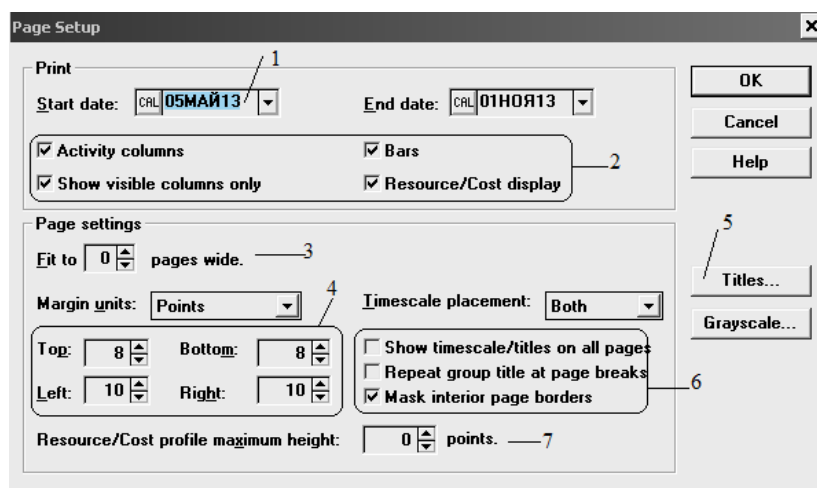 Page Setup
Print
1
Start date: CAL 05МАЙ13 End date: CAL 01НОЯ13
OK
Cancel
Activity columns Bars
2
Show visible columns only Resource/Cost display
Help
Page settings
Fit to 0 pages wide. 3
5
4
Margin units: Points Timescale placement: Both
Titles...
Grayscale...
Top: 8 Bottom: 8 Show timescale/titles on all pages
Repeat group title at page breaks
Left: 10 Right: 10 Mask interior page borders
6
Resource/Cost profile maximum height: 0 points. 7